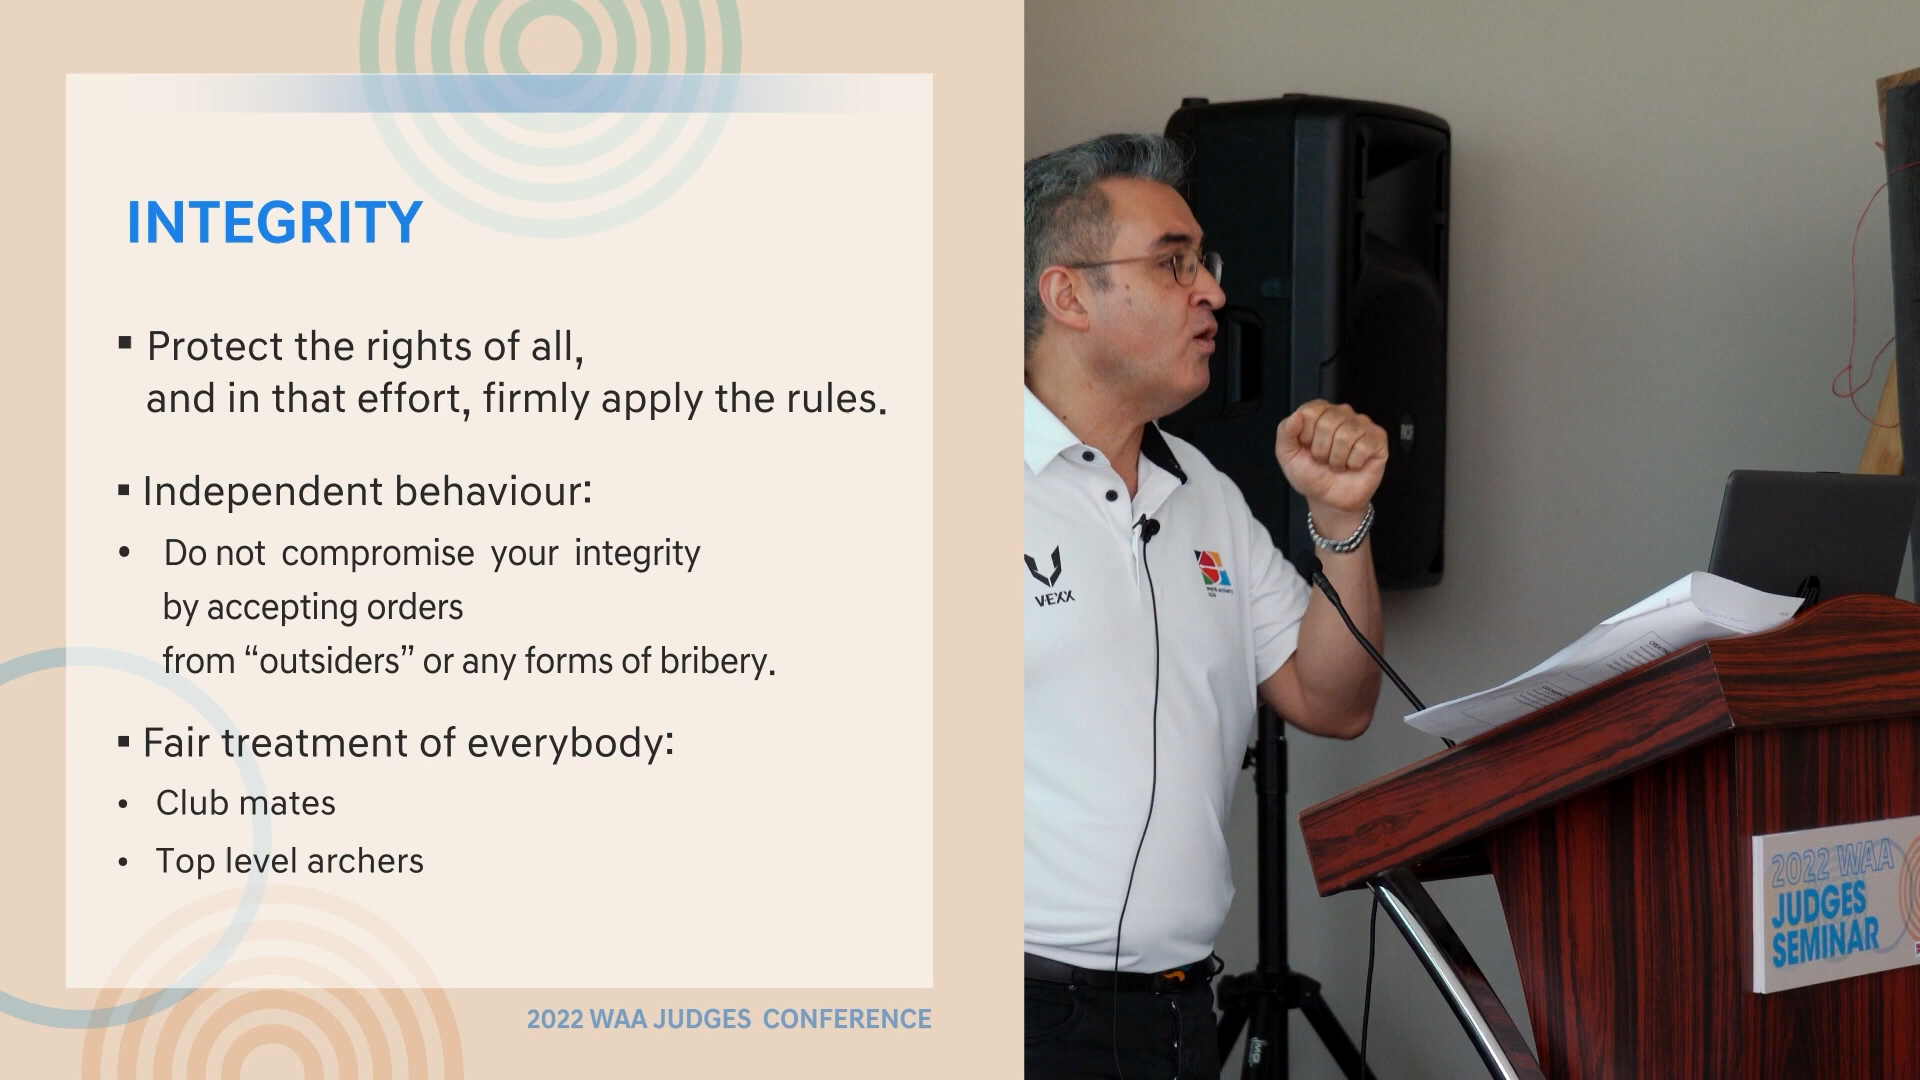 INTEGRITY
▪ Protect the rights of all,
and in that effort, firmly apply the rules.
▪ Independent behaviour:
• Do not compromise your integrity
by accepting orders
from “outsiders” or any forms of bribery.
▪ Fair treatment of everybody:
• Club mates
• Top level archers
2022 WAA JUDGES CONFERENCE
VEXX
RCF
2022 WAA
JUDGES
SEMINAR